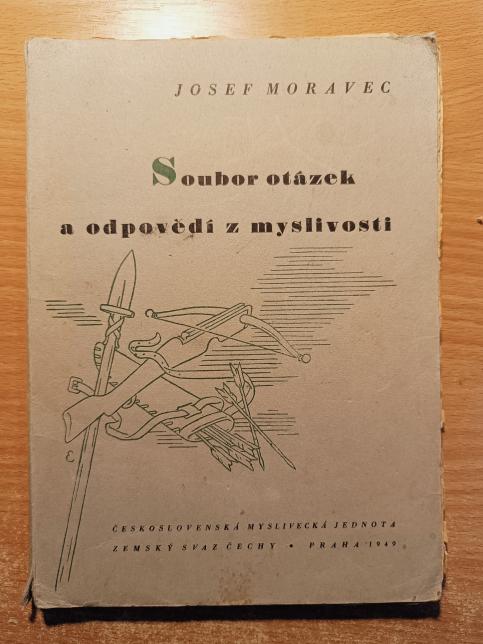 JOSEF MORAVEC
Soubor otázek
a odpovědí z myslivosti
ČESKOSLOVENSKÁ MYSLIVECKÁ JEDNOTA
ZEMSKÝ SVAZ ČECHY • PRAHA 1949